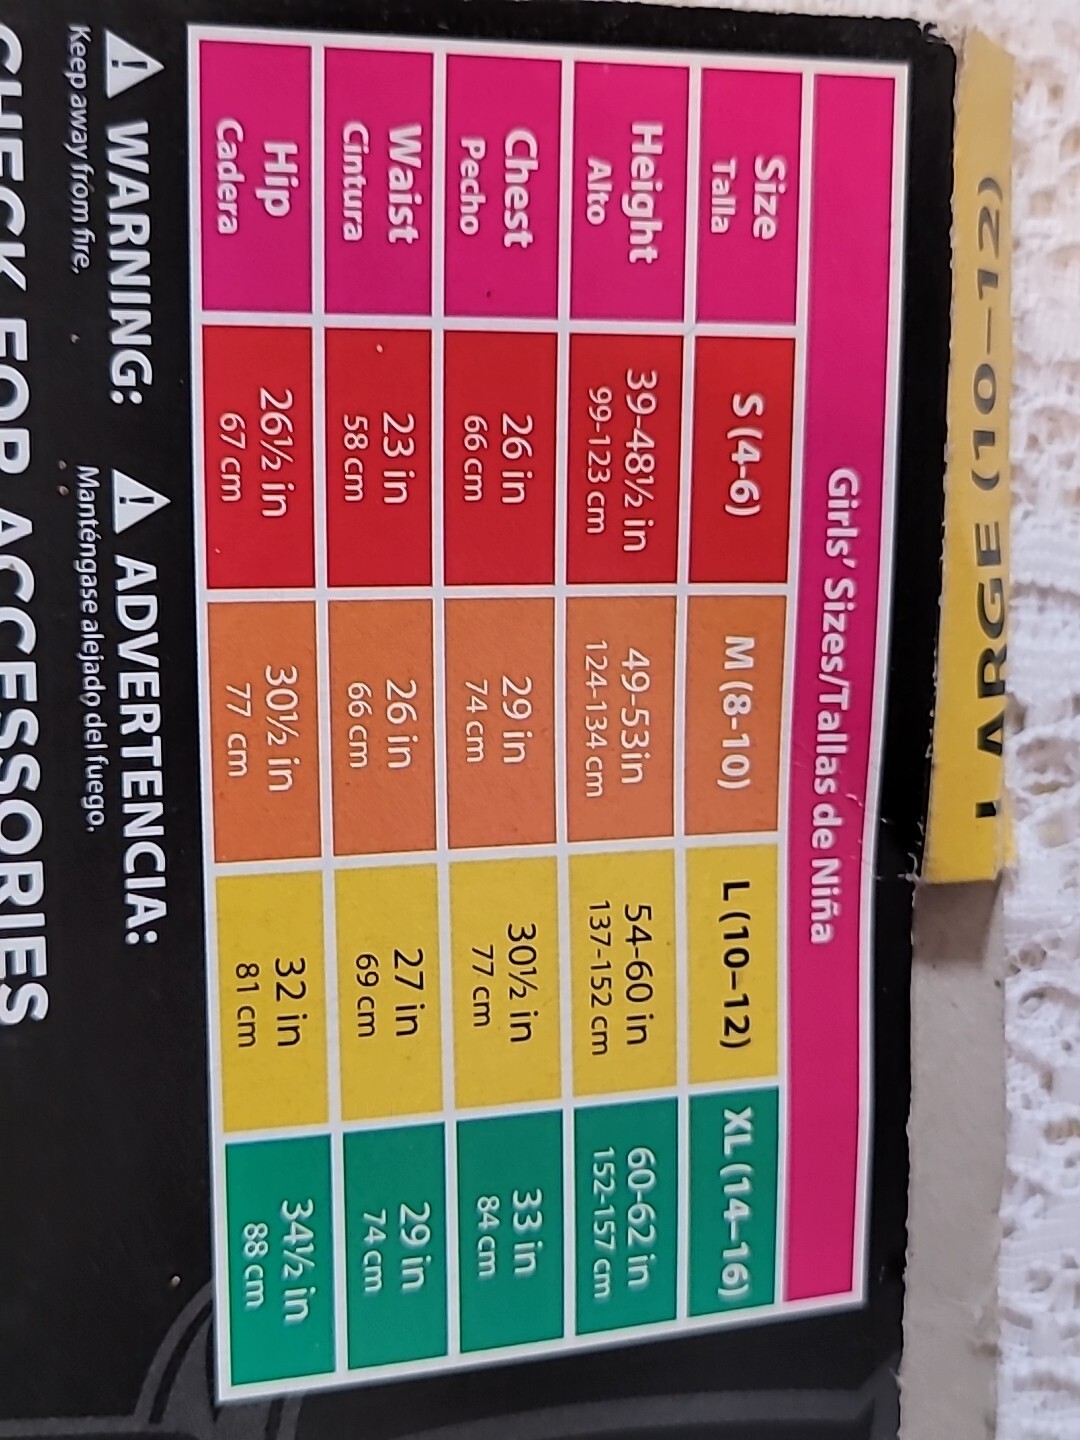 LARGE (10–12)
Girls' Sizes/Tallas de Niña
Size
Talla
S (4-6)
M (8-10)
L (10–12)
XL (14–16)
Height
Alto
39-48½ in
99-123 cm
49-53in
124-134 cm
54-60 in
137-152 cm
60-62 in
152-157 cm
Chest
Pecho
26 in
66 cm
29 in
74 cm
30½ in
77 cm
33 in
84 cm
Waist
Cintura
23 in
58 cm
26 in
66 cm
27 in
69 cm
29 in
74 cm
Hip
Cadera
26½ in
67 cm
30½ in
77 cm
32 in
81 cm
34½ in
88 cm
WARNING:
Keep away from fire,
ADVERTENCIA:
Manténgase alejado del fuego.
CHECK FOR ACCESSORIES